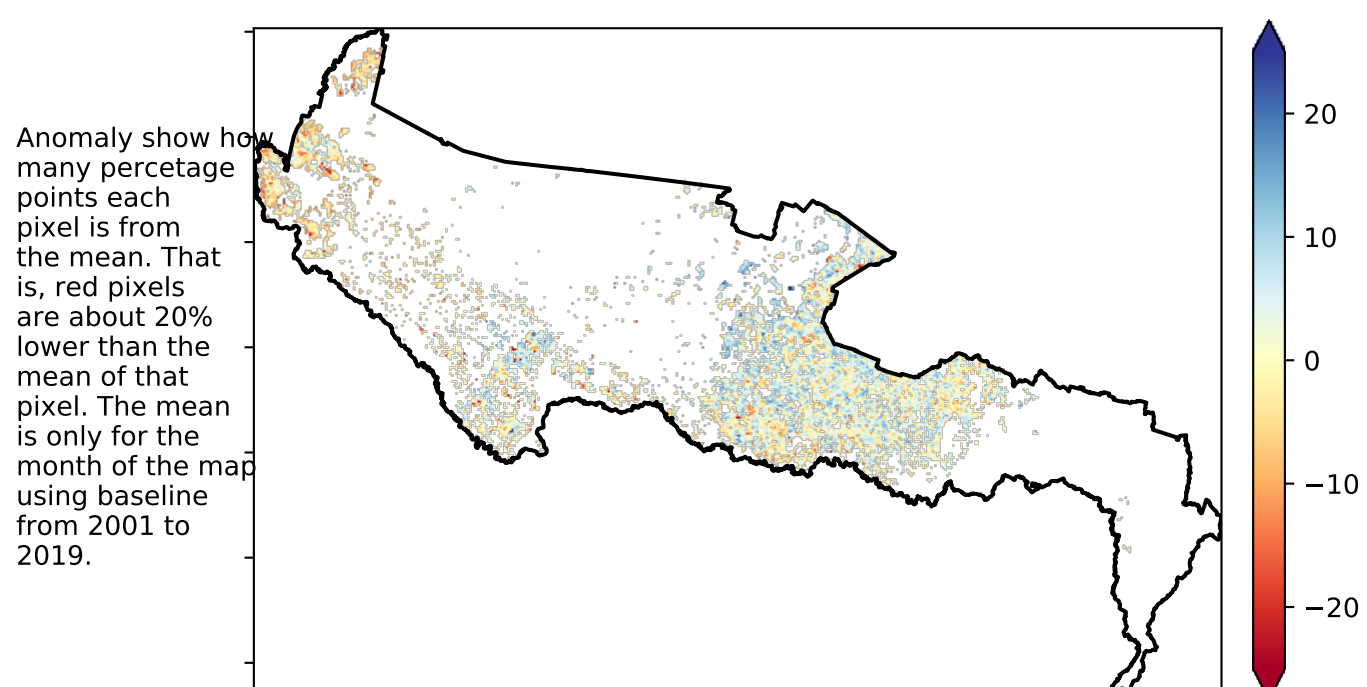 Anomaly show how
many percetage
points each
pixel is from
the mean. That
is, red pixels
are about 20%
lower than the
mean of that
pixel. The mean
is only for the
month of the map
using baseline
from 2001 to
2019.
20
10
0
−10
−20